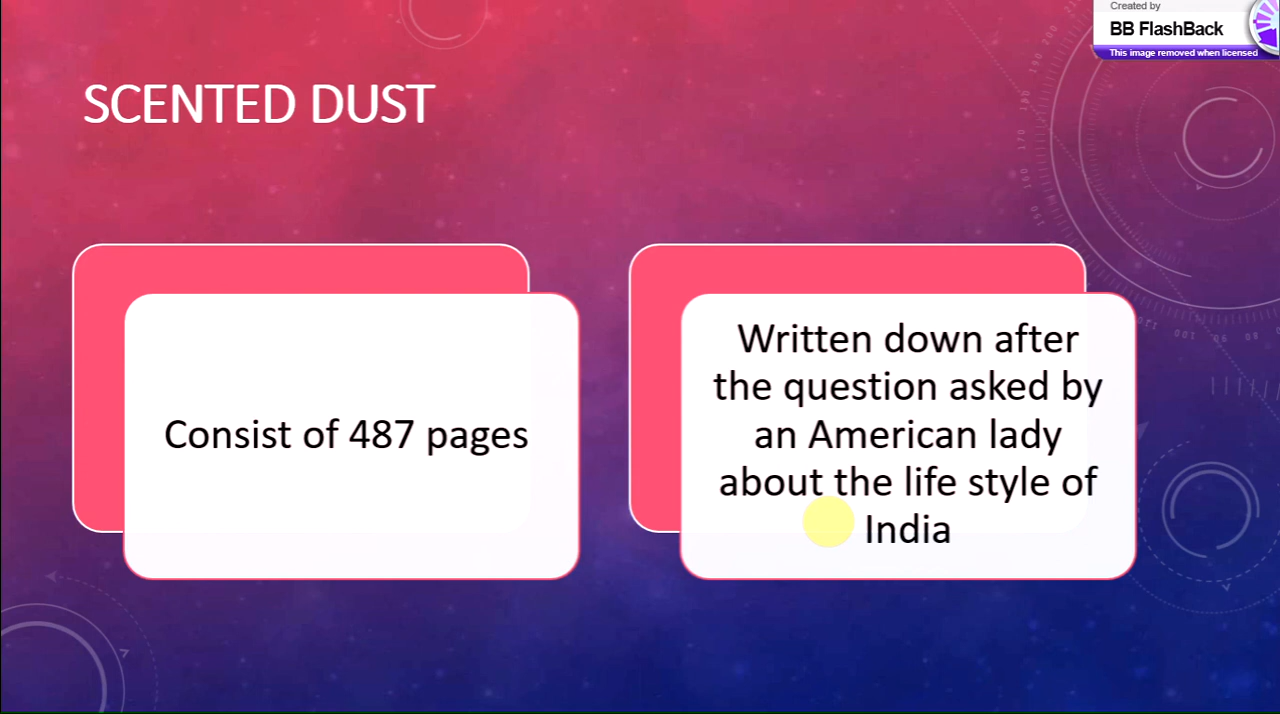 Created by
BB FlashBack
This image removed when licensed
SCENTED DUST
Consist of 487 pages
Written down after
the question asked by
an American lady
about the life style of
India